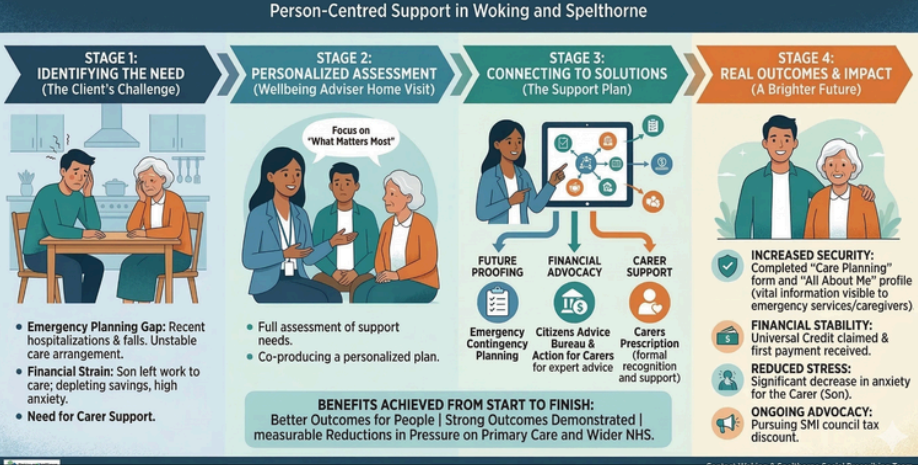 Person-Centred Support in Woking and Spelthorne
STAGE 1:
IDENTIFYING THE NEED
(The Client's Challenge)
• Emergency Planning Gap: Recent
hospitalizations & falls. Unstable
care arrangement.
• Financial Strain: Son left work to
care; depleting savings, high
anxiety.
• Need for Carer Support.
STAGE 2:
PERSONALIZED ASSESSMENT
(Wellbeing Adviser Home Visit)
Focus on
"What Matters Most"
• Full assessment of support
needs.
• Co-producing a personalized plan.
STAGE 3:
CONNECTING TO SOLUTIONS
(The Support Plan)
FUTURE
PROOFING
Emergency
Contingency
Planning
FINANCIAL
ADVOCACY
Citizens Advice
Bureau &
Action for Carers
for expert advice
CARER
SUPPORT
Carers
Prescription
(formal
recognition
and support)
STAGE 4:
REAL OUTCOMES & IMPACT
(A Brighter Future)
INCREASED SECURITY:
Completed "Care Planning"
form and "All About Me" profile
(vital information visible to
emergency services/caregivers)
FINANCIAL STABILITY:
Universal Credit claimed &
first payment received.
REDUCED STRESS:
Significant decrease in anxiety
for the Carer (Son).
ONGOING ADVOCACY:
Pursuing SMI council tax
discount.
BENEFITS ACHIEVED FROM START TO FINISH:
Better Outcomes for People | Strong Outcomes Demonstrated |
measurable Reductions in Pressure on Primary Care and Wider NHS.